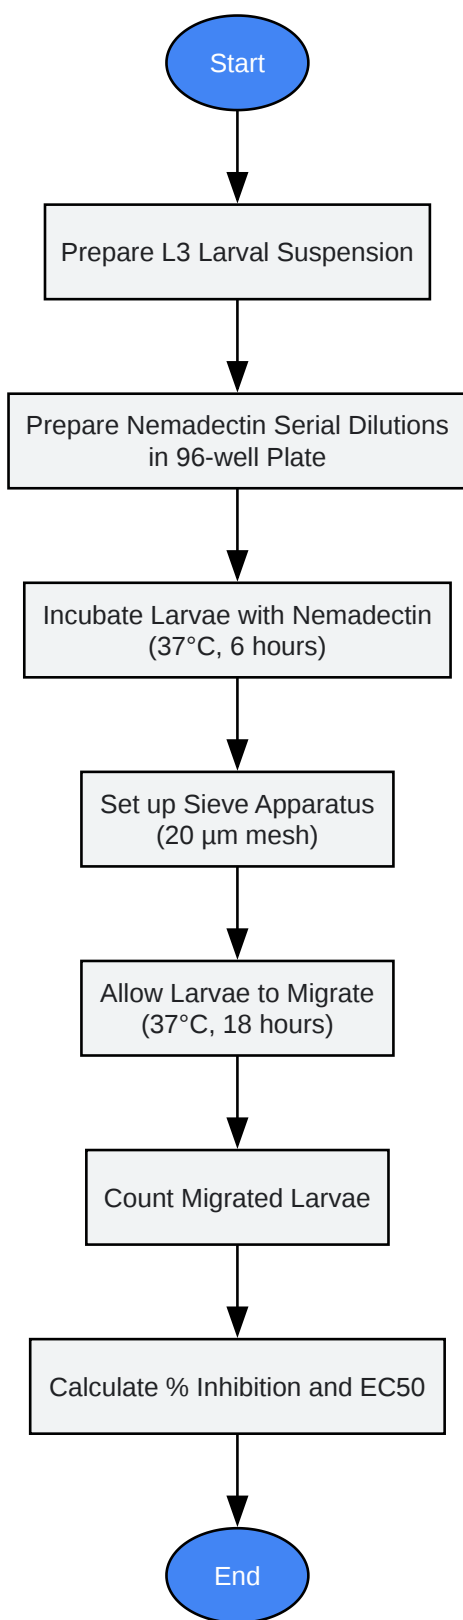 Start
Prepare L3 Larval Suspension
Prepare Nemadectin Serial Dilutions
in 96-well Plate
Incubate Larvae with Nemadectin
(37°C, 6 hours)
Set up Sieve Apparatus
(20 µm mesh)
Allow Larvae to Migrate
(37°C, 18 hours)
Count Migrated Larvae
Calculate % Inhibition and EC50
End